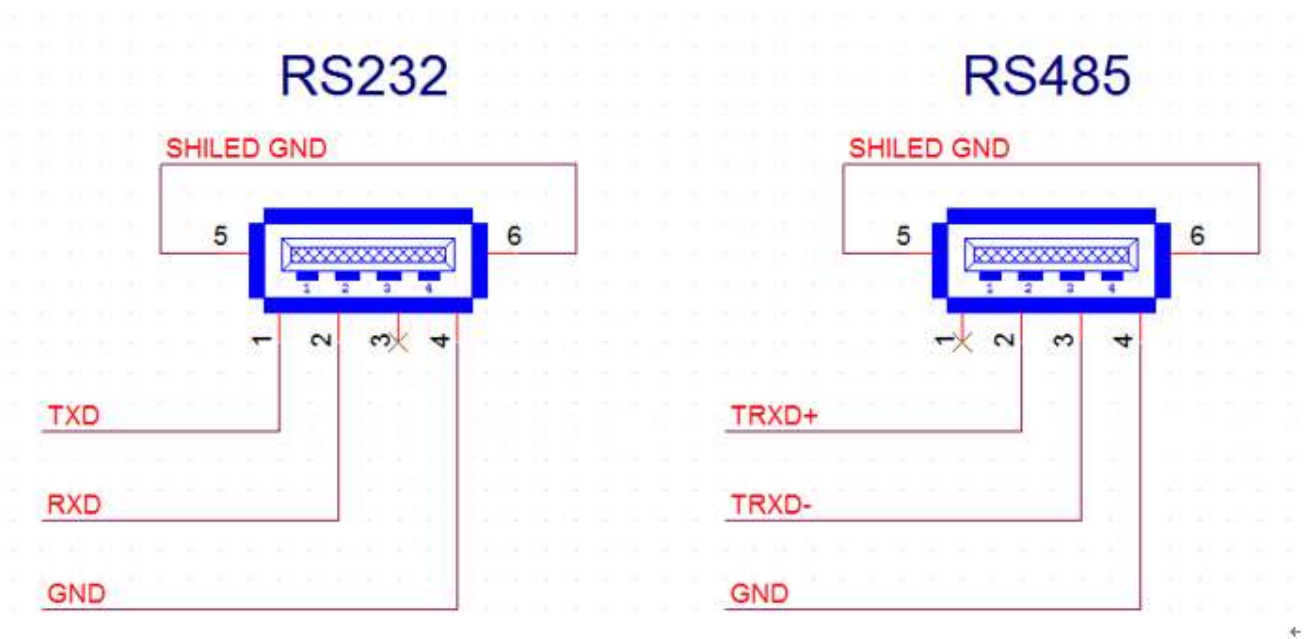 RS232
SHILED GND
5
6
1 2 3 4
1 2 3 4
TXD
RXD
GND
RS485
SHILED GND
5
6
1 2 3 4
1 2 3 4
TRXD+
TRXD-
GND